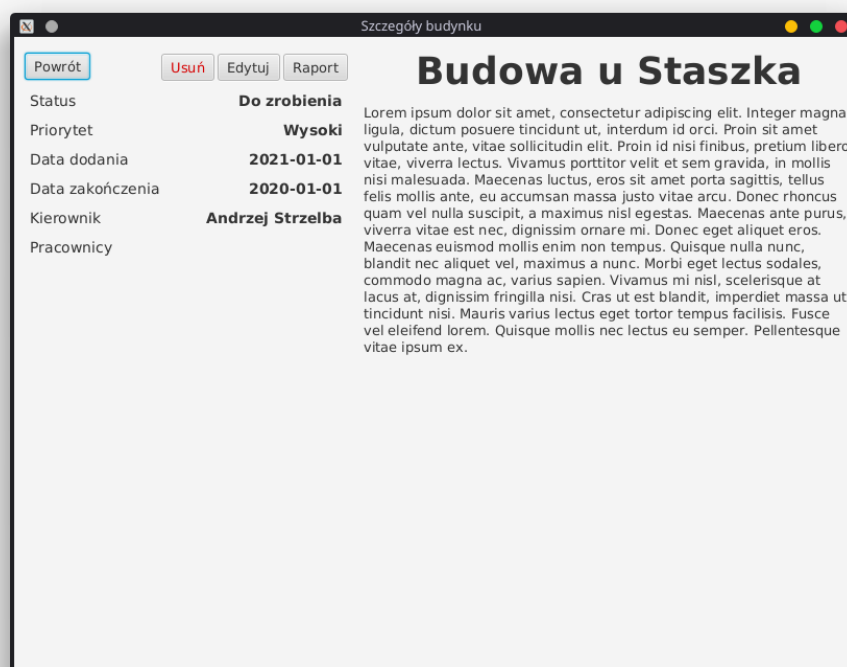 Szczegóły budynku
Powrót
Usuń Edytuj Raport
Status Do zrobienia
Priorytet Wysoki
Data dodania 2021-01-01
Data zakończenia 2020-01-01
Kierownik Andrzej Strzelba
Pracownicy
Budowa u Staszka
Lorem ipsum dolor sit amet, consectetur adipiscing elit. Integer magna
ligula, dictum posuere tincidunt ut, interdum id orci. Proin sit amet
vulputate ante, vitae sollicitudin elit. Proin id nisi finibus, pretium libero
vitae, viverra lectus. Vivamus porttitor velit et sem gravida, in mollis
nisi malesuada. Maecenas luctus, eros sit amet porta sagittis, tellus
felis mollis ante, eu accumsan massa justo vitae arcu. Donec rhoncus
quam vel nulla suscipit, a maximus nisl egestas. Maecenas ante purus,
viverra vitae est nec, dignissim ornare mi. Donec eget aliquet eros.
Maecenas euismod mollis enim non tempus. Quisque nulla nunc,
blandit nec aliquet vel, maximus a nunc. Morbi eget lectus sodales,
commodo magna ac, varius sapien. Vivamus mi nisl, scelerisque at
lacus at, dignissim fringilla nisi. Cras ut est blandit, imperdiet massa ut
tincidunt nisi. Mauris varius lectus eget tortor tempus facilisis. Fusce
vel eleifend lorem. Quisque mollis nec lectus eu semper. Pellentesque
vitae ipsum ex.